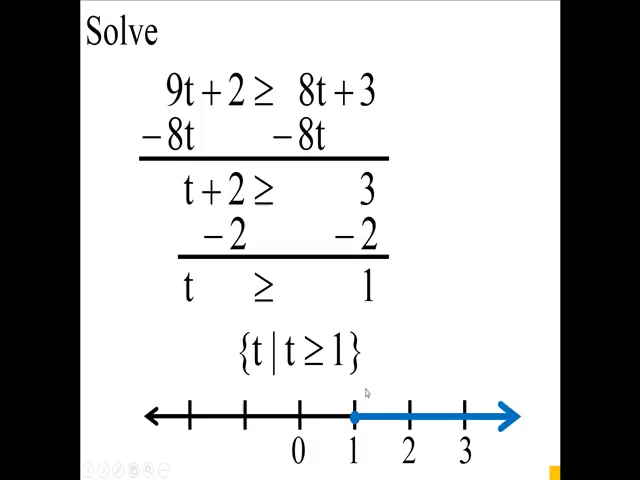 Solve
9t + 2 ≥ 8t + 3
− 8t − 8t
t + 2 ≥ 3
− 2 − 2
t ≥ 1
{t | t ≥ 1}
0 1 2 3